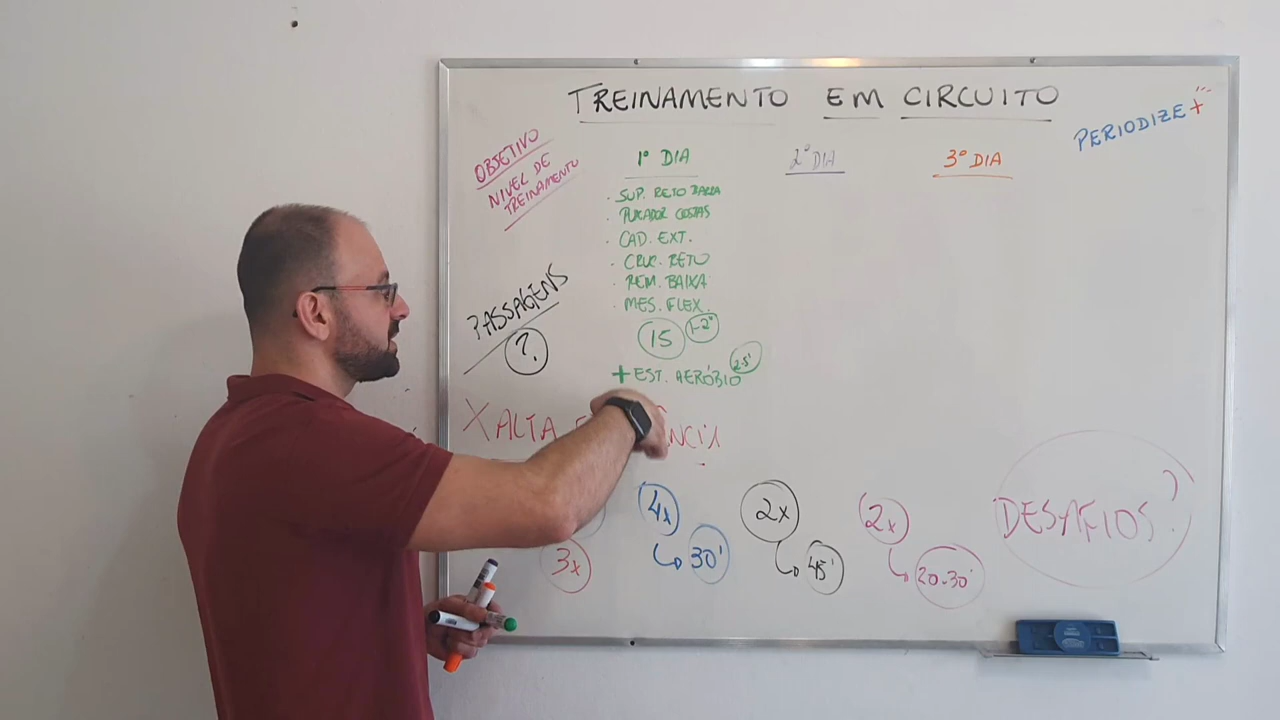 TREINAMENTO EM CIRCUITO
PERIODIZE +
OBJETIVO
NIVEL DE
TREINAMENTO
PASSAGENS
?
1º DIA
· SUP. RETO BARRA
· PUXADOR COSTAS
· CAD. EXT.
· CRUC. RETO
· REM. BAIXA
· MES. FLEX.
15
1-2'
+ EST. AERÓBIO
2-5'
2º DIA
3º DIA
X ALTA
3x
4x
30'
2x
45'
2x
20-30'
DESAFIOS?